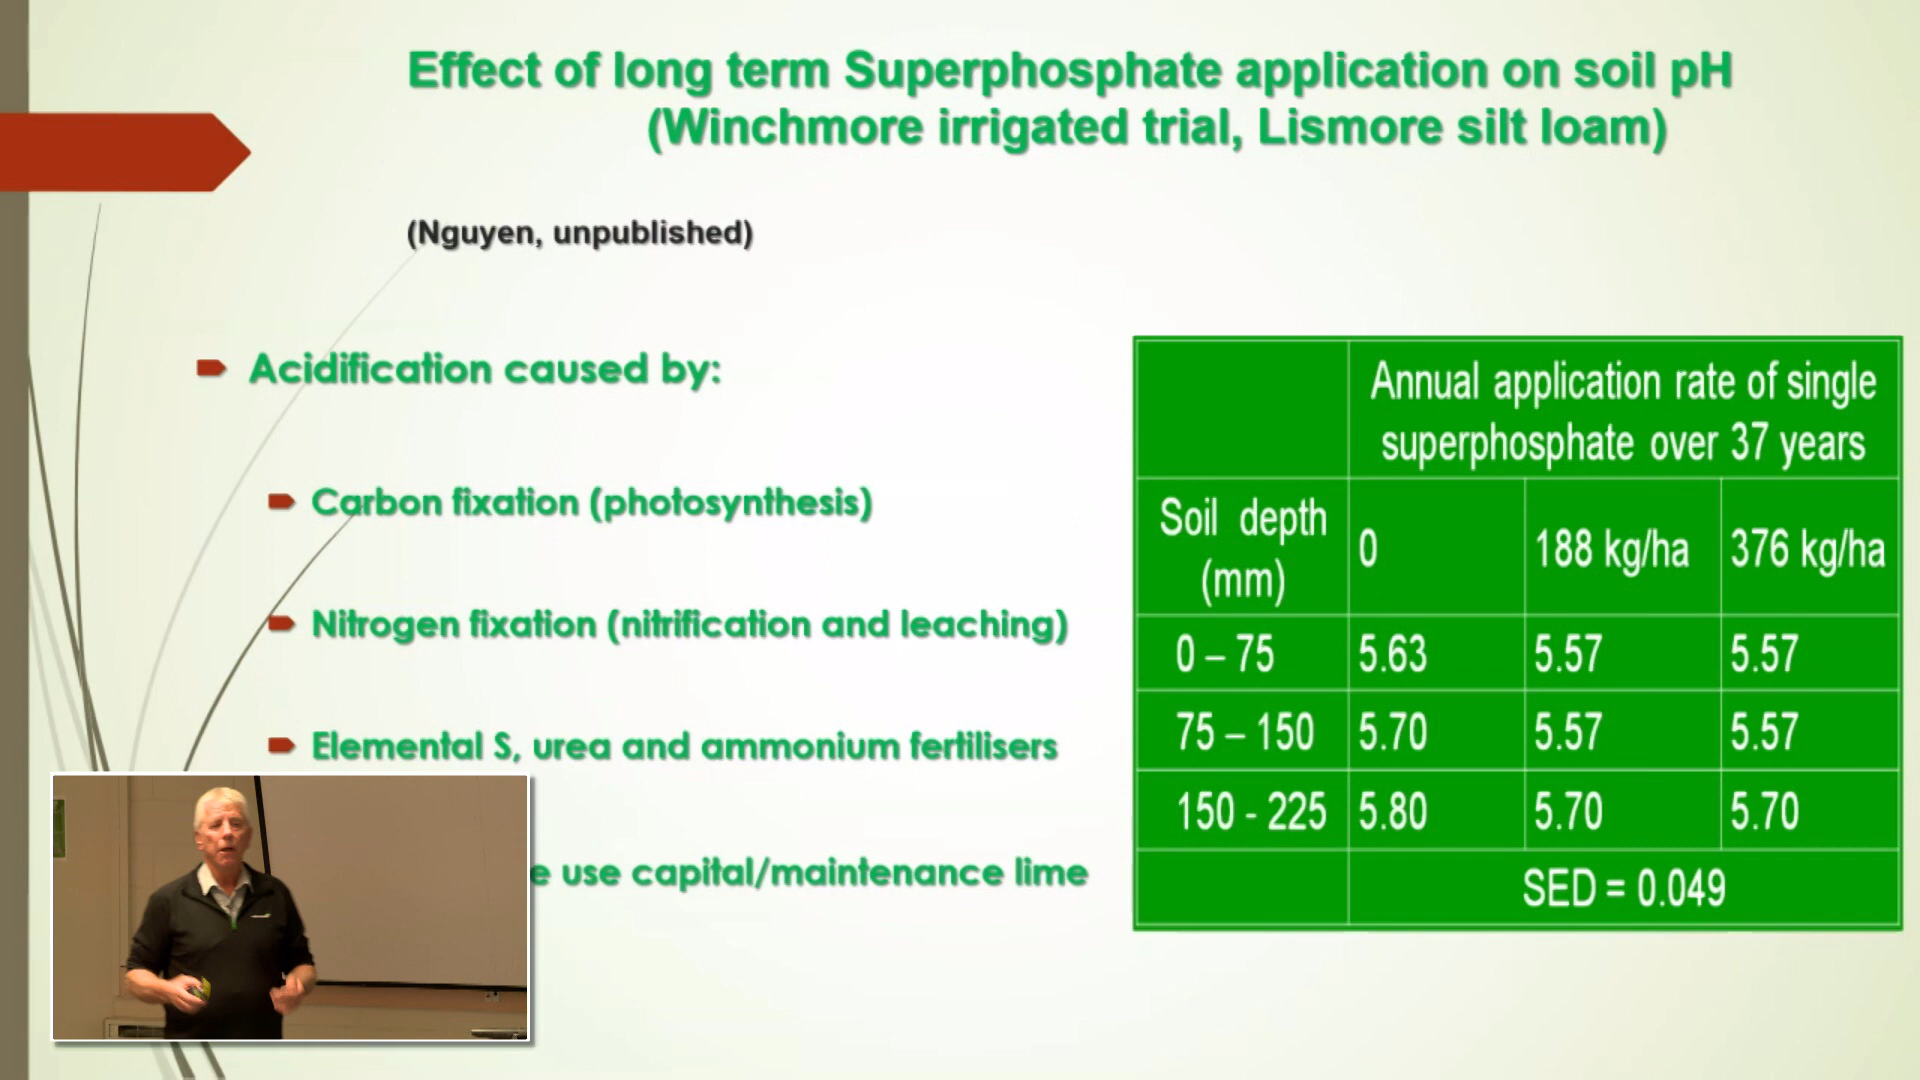 Effect of long term Superphosphate application on soil pH
(Winchmore irrigated trial, Lismore silt loam)
(Nguyen, unpublished)
Acidification caused by:
Carbon fixation (photosynthesis)
Nitrogen fixation (nitrification and leaching)
Elemental S, urea and ammonium fertilisers
use capital/maintenance lime
Annual application rate of single
superphosphate over 37 years
Soil depth
(mm)
0
188 kg/ha
376 kg/ha
0 – 75 5.63 5.57 5.57
75 – 150 5.70 5.57 5.57
150 - 225 5.80 5.70 5.70
SED = 0.049